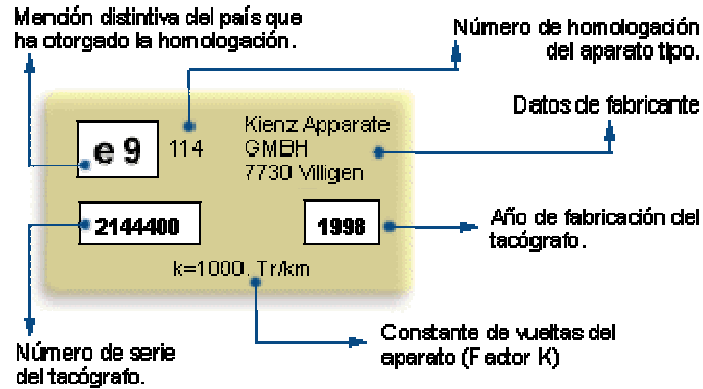 Mención distintiva del país que
ha otorgado la homologación.
Número de homologación
del aparato tipo.
Datos de fabricante
e 9
114
Kienz Apparate
GMBH
7730 Villigen
2144400
1998
Año de fabricación del
tacógrafo.
k=1000. Tr/km
Número de serie
del tacógrafo.
Constante de vueltas del
aparato (Factor K)